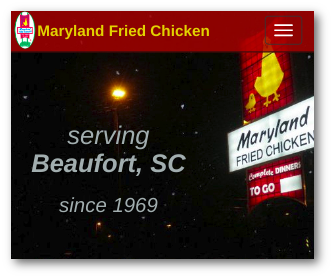 Maryland Fried Chicken
serving
Beaufort, SC
since 1969
Maryland
FRIED CHICKEN
Complete DINNERS
TO GO